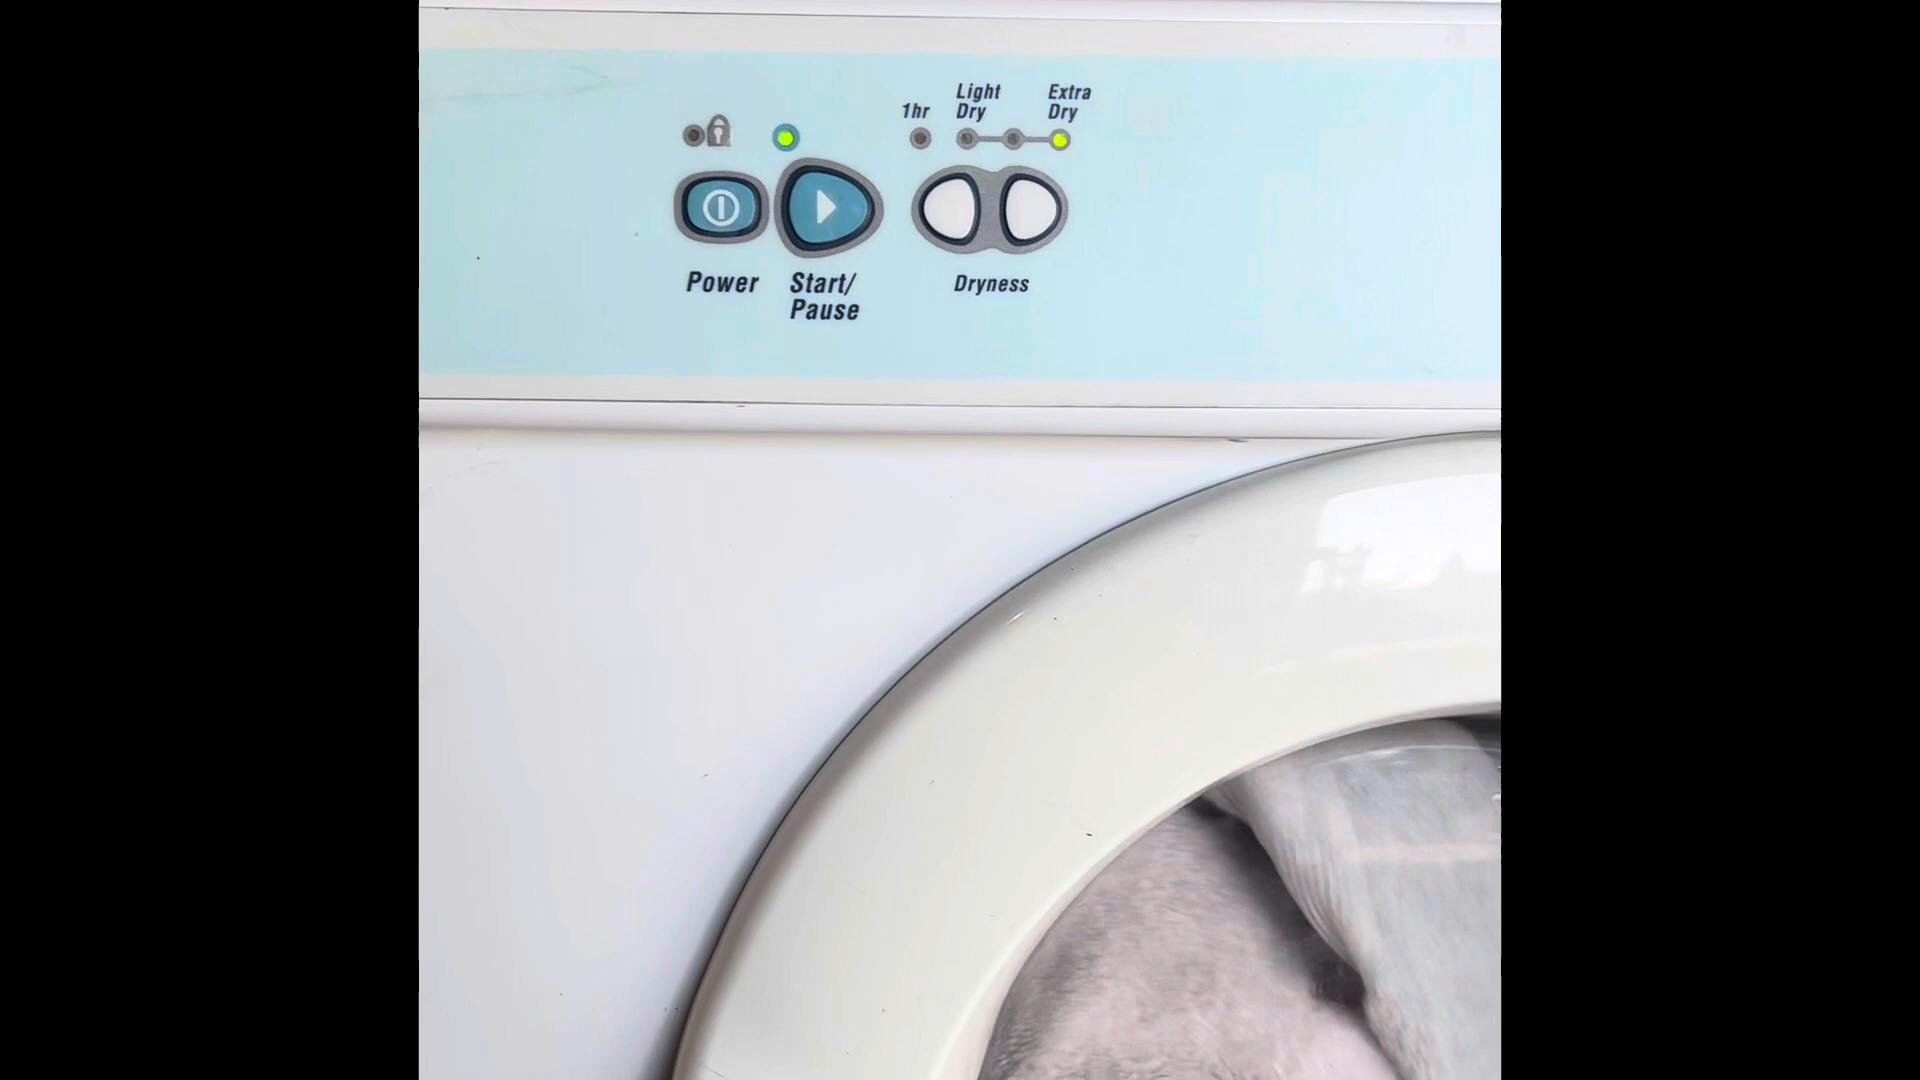 1hr
Light
Dry
Extra
Dry
Power
Start/
Pause
Dryness